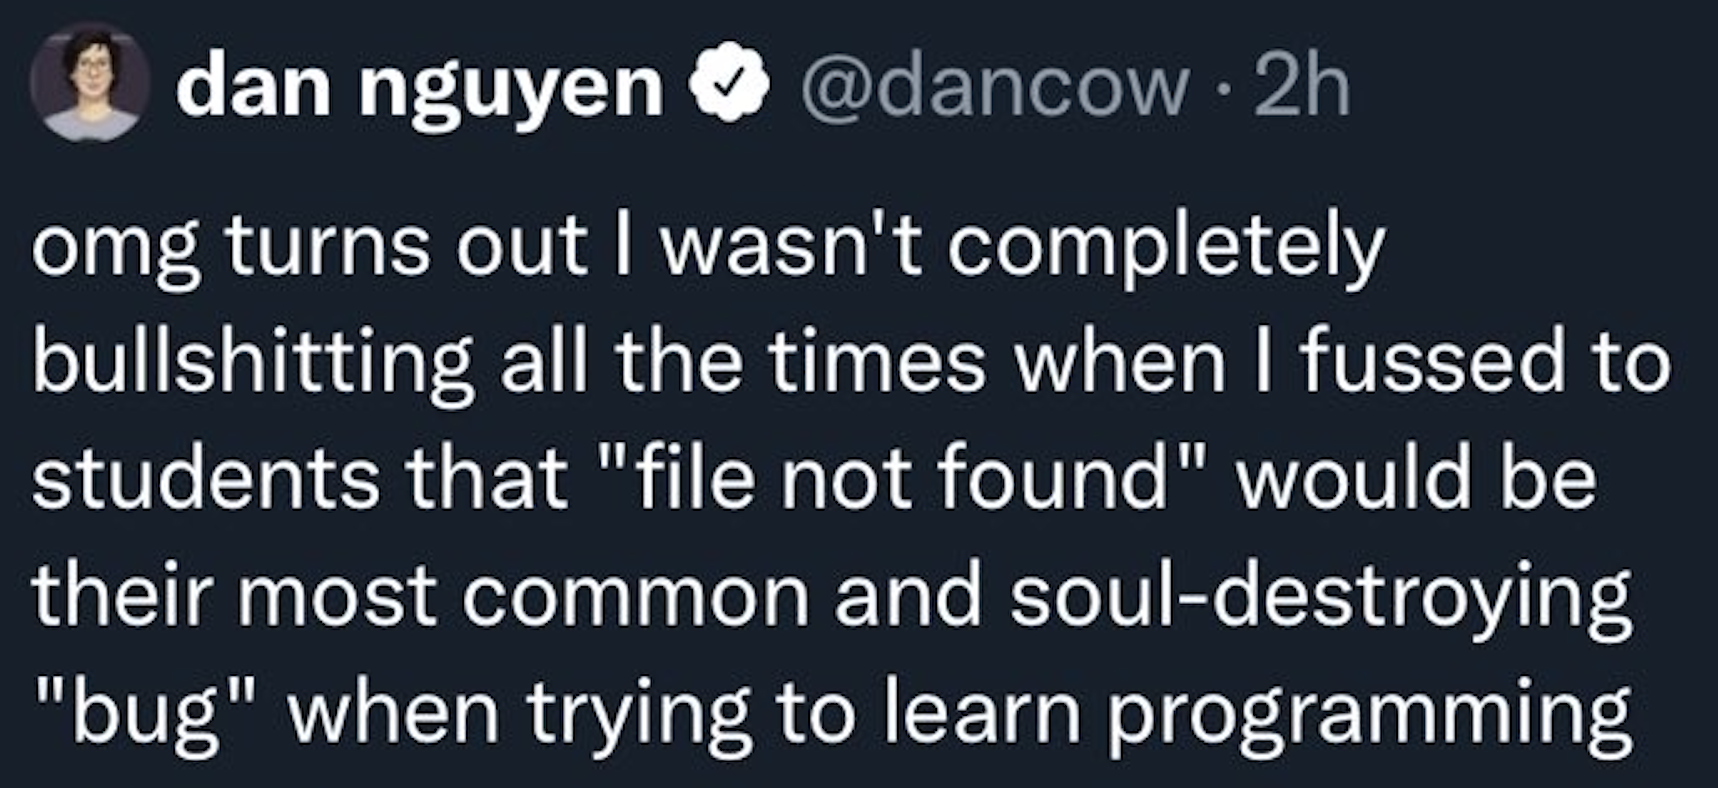 dan nguyen @dancow · 2h
omg turns out I wasn't completely
bullshitting all the times when I fussed to
students that "file not found" would be
their most common and soul-destroying
"bug" when trying to learn programming